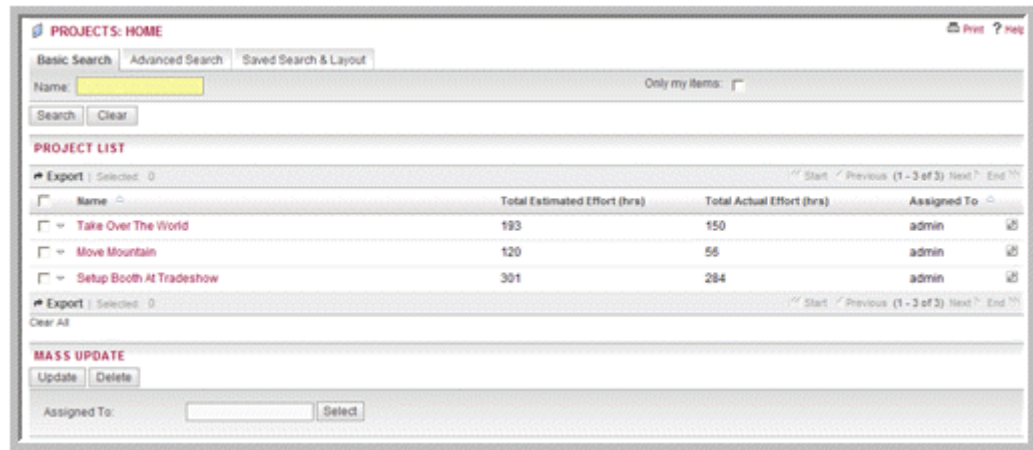 PROJECTS: HOME Print ? Help
Basic Search Advanced Search Saved Search & Layout
Name: Only my items:
Search Clear
PROJECT LIST
Export | Selected: 0 Start Previous (1 - 3 of 3) Next End
Name Total Estimated Effort (hrs) Total Actual Effort (hrs) Assigned To
Take Over The World 193 150 admin
Move Mountain 120 56 admin
Setup Booth At Tradeshow 301 284 admin
Export | Selected: 0 Start Previous (1 - 3 of 3) Next End
Clear All
MASS UPDATE
Update Delete
Assigned To: Select